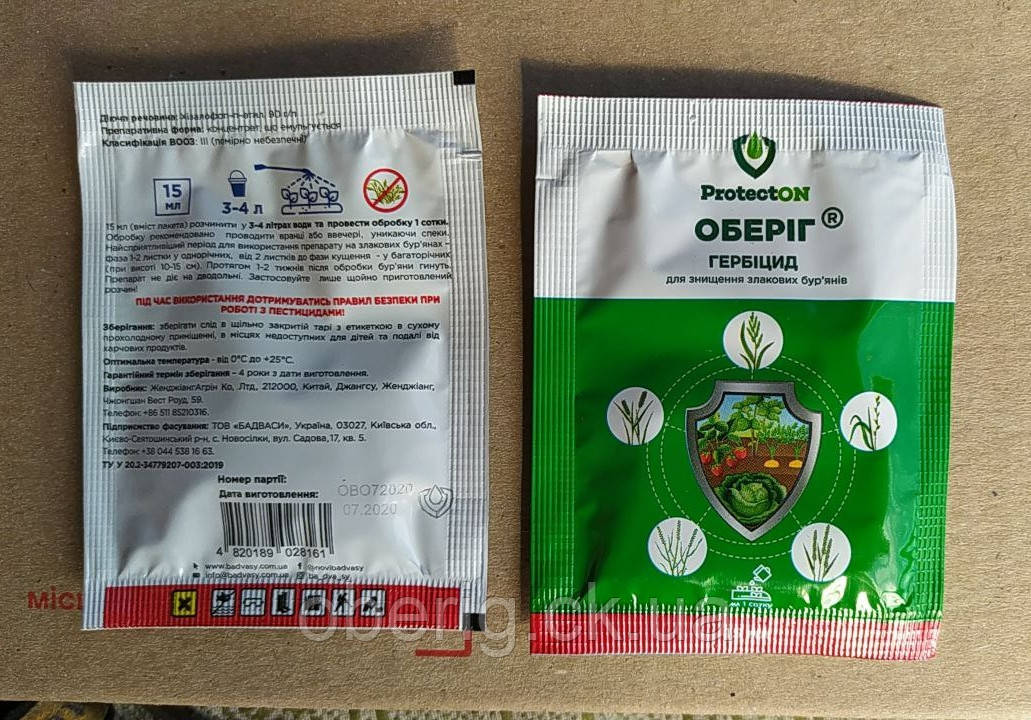 Діюча речовина: Хізалофоп-п-етил, 90 г/л
Препаративна форма: концентрат, що емульгується
Класифікація ВООЗ: III (помірно небезпечні)
15 мл
3-4 л
15 мл (вміст пакета) розчинити у 3-4 літрах води та провести обробку 1 сотки.
Обробку рекомендовано проводити вранці або ввечері, уникаючи спеки.
Найсприятливіший період для використання препарату на злакових бур'янах –
фаза 1-2 листки у однорічних, від 2 листків до фази кущення - у багаторічних
(при висоті 10-15 см). Протягом 1-2 тижнів після обробки бур'яни гинуть.
Препарат не діє на дводольні. Застосовуйте лише щойно приготовлений
розчин!
ПІД ЧАС ВИКОРИСТАННЯ ДОТРИМУВАТИСЬ ПРАВИЛ БЕЗПЕКИ ПРИ
РОБОТІ З ПЕСТИЦИДАМИ!
Зберігання: зберігати слід в щільно закритій тарі з етикеткою в сухому
прохолодному приміщенні, в місцях недоступних для дітей та подалі від
харчових продуктів.
Оптимальна температура - від 0°С до +25°С.
Гарантійний термін зберігання – 4 роки з дати виготовлення.
Виробник: ЖенджіангАгрін Ко, Лтд, 212000, Китай, Джангсу, Женджіанг,
Чжонгшан Вест Роуд, 59.
Телефон: +86 511 85210316.
Підприємство фасування: ТОВ «БАДВАСИ», Україна, 03027, Київська обл.,
Києво-Святошинський р-н, с. Новосілки, вул. Садова,17, кв. 5.
Телефон: +38 044 538 16 63.
ТУ У 20.2-34779207-003:2019
Номер партії:
ОВО72020
Дата виготовлення:
07.2020
4 820189 028161
www.badvasy.com.ua
@novibadvasy
info@badvasy.com.ua
ba_dva_sy
ProtectON
ОБЕРІГ®
ГЕРБІЦИД
для знищення злакових бур'янів
МІСЦ
oberig.ck.ua